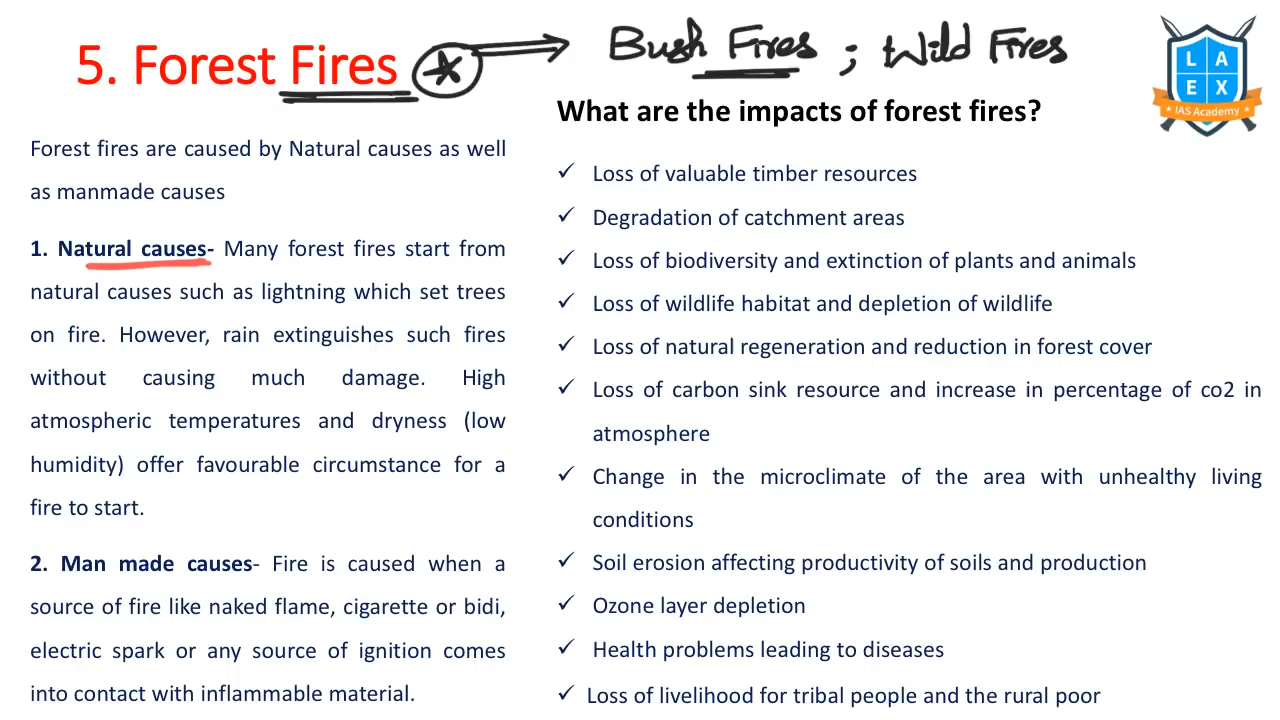 5. Forest Fires
Bush Fires ; Wild Fires
L A
E X
IAS Academy
Forest fires are caused by Natural causes as well
as manmade causes
1. Natural causes- Many forest fires start from
natural causes such as lightning which set trees
on fire. However, rain extinguishes such fires
without causing much damage. High
atmospheric temperatures and dryness (low
humidity) offer favourable circumstance for a
fire to start.
2. Man made causes- Fire is caused when a
source of fire like naked flame, cigarette or bidi,
electric spark or any source of ignition comes
into contact with inflammable material.
What are the impacts of forest fires?
✓ Loss of valuable timber resources
✓ Degradation of catchment areas
✓ Loss of biodiversity and extinction of plants and animals
✓ Loss of wildlife habitat and depletion of wildlife
✓ Loss of natural regeneration and reduction in forest cover
✓ Loss of carbon sink resource and increase in percentage of co2 in
atmosphere
✓ Change in the microclimate of the area with unhealthy living
conditions
✓ Soil erosion affecting productivity of soils and production
✓ Ozone layer depletion
✓ Health problems leading to diseases
✓ Loss of livelihood for tribal people and the rural poor